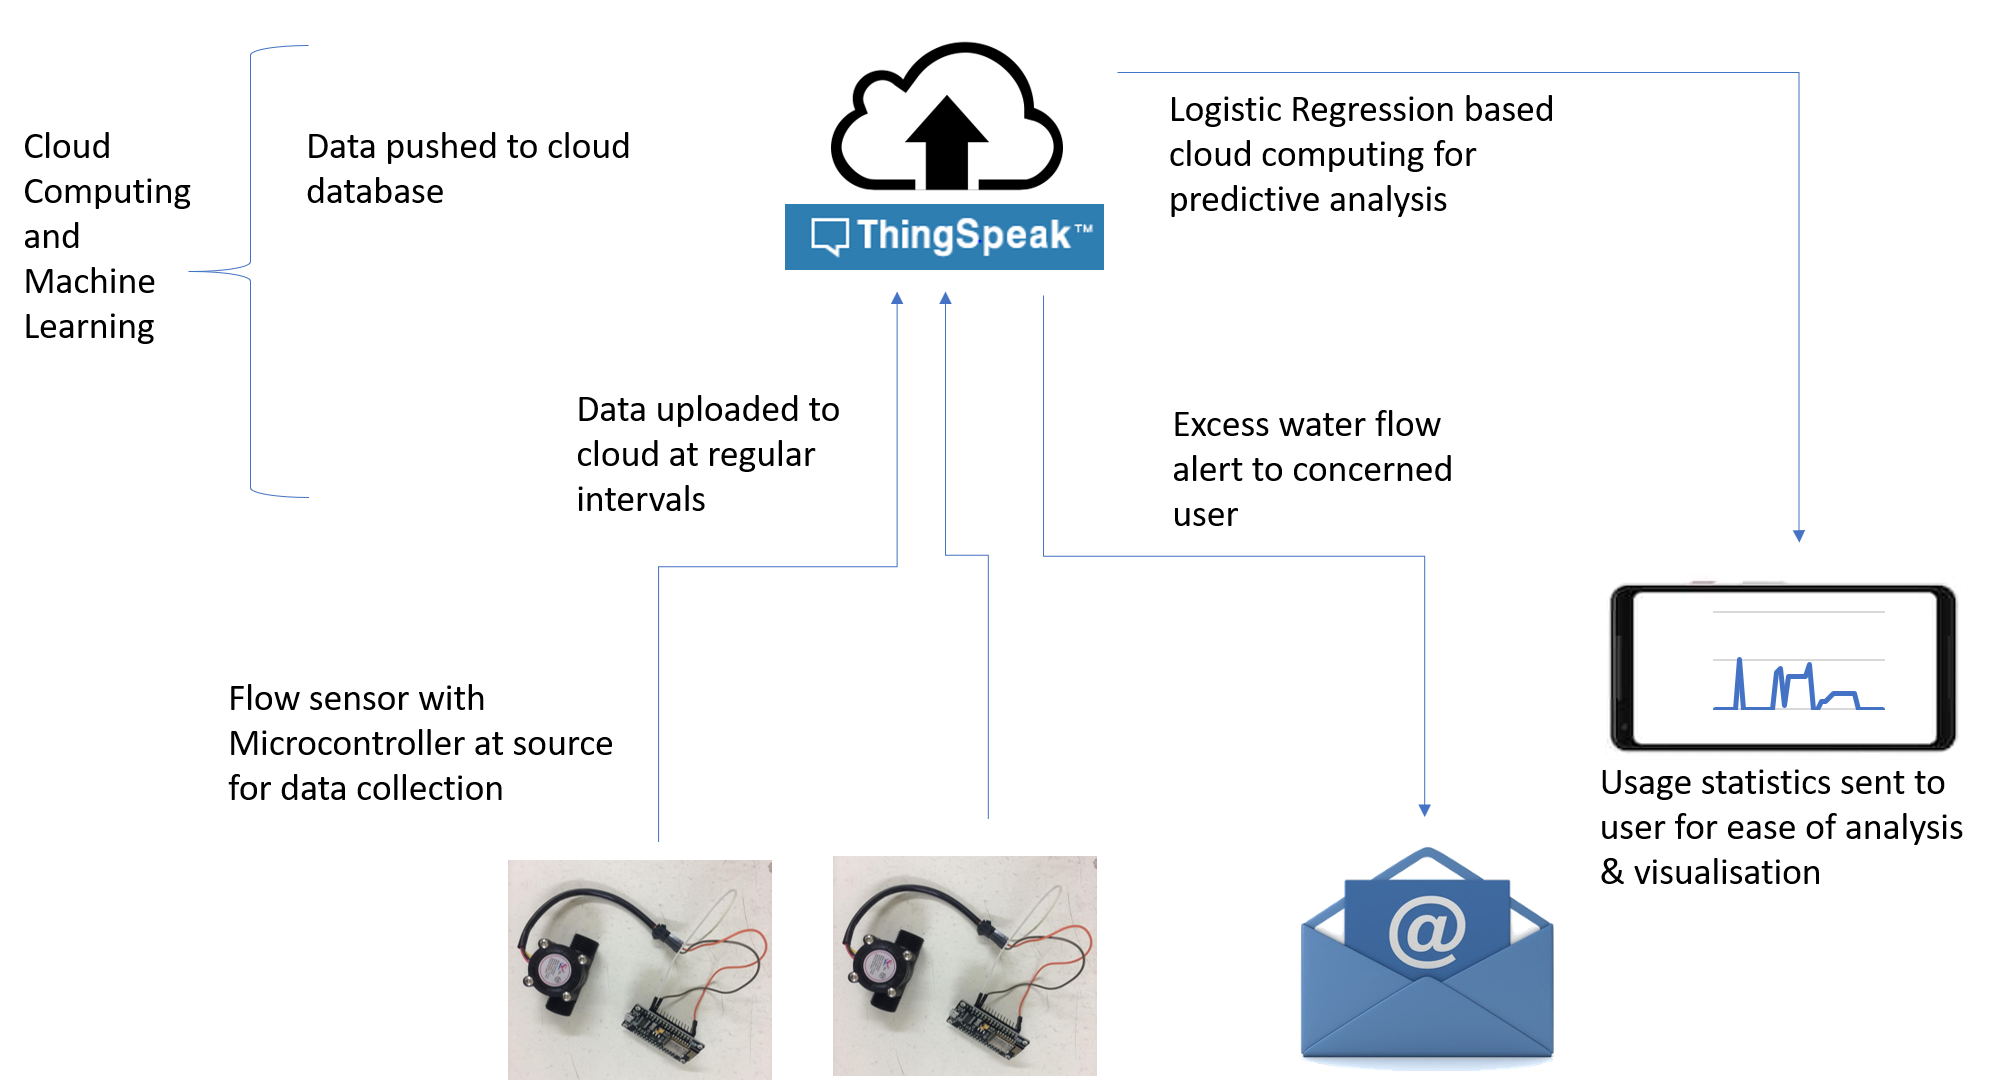 Cloud
Computing
and
Machine
Learning
Data pushed to cloud
database
ThingSpeak™
Logistic Regression based
cloud computing for
predictive analysis
Data uploaded to
cloud at regular
intervals
Excess water flow
alert to concerned
user
Flow sensor with
Microcontroller at source
for data collection
Usage statistics sent to
user for ease of analysis
& visualisation
@